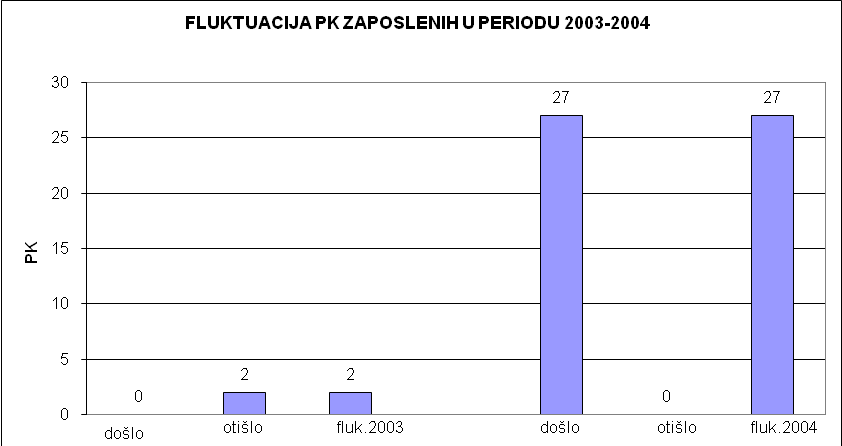 FLUKTUACIJA PK ZAPOSLENIH U PERIODU 2003-2004
PK
30
25
20
15
10
5
0
0
2
2
27
0
27
došlo
otišlo
fluk.2003
došlo
otišlo
fluk.2004